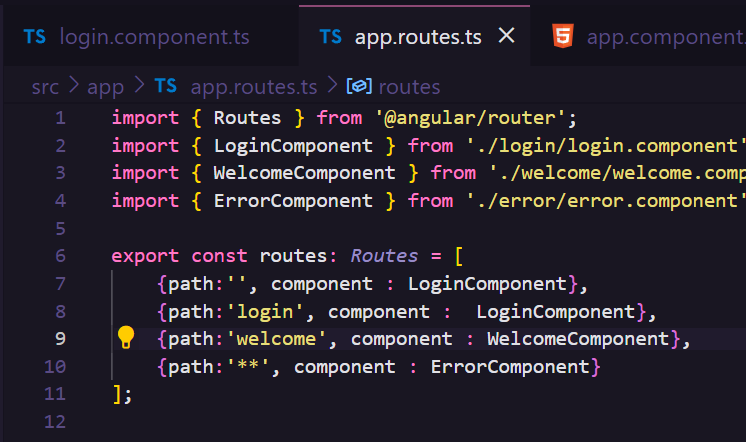 TS login.component.ts TS app.routes.ts × 5 app.component.
src > app > TS app.routes.ts > routes
1 import { Routes } from '@angular/router';
2 import { LoginComponent } from './login/login.component'
3 import { WelcomeComponent } from './welcome/welcome.comp
4 import { ErrorComponent } from './error/error.component'
5
6 export const routes: Routes = [
7     {path:'', component : LoginComponent},
8     {path:'login', component :  LoginComponent},
9     {path:'welcome', component : WelcomeComponent},
10     {path:'**', component : ErrorComponent}
11 ];
12